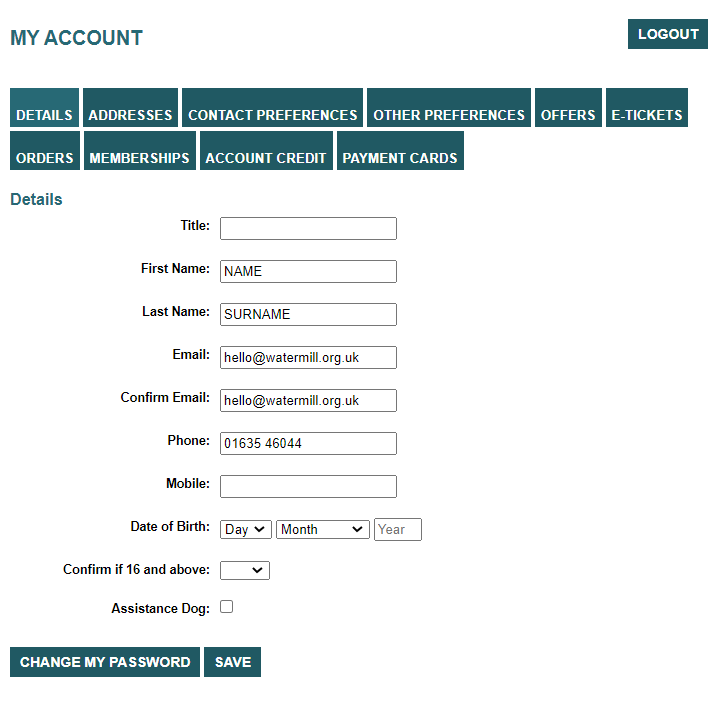 MY ACCOUNT
LOGOUT
DETAILS ADDRESSES CONTACT PREFERENCES OTHER PREFERENCES OFFERS E-TICKETS
ORDERS MEMBERSHIPS ACCOUNT CREDIT PAYMENT CARDS
Details
Title:
First Name: NAME
Last Name: SURNAME
Email: hello@watermill.org.uk
Confirm Email: hello@watermill.org.uk
Phone: 01635 46044
Mobile:
Date of Birth: Day Month Year
Confirm if 16 and above:
Assistance Dog:
CHANGE MY PASSWORD SAVE